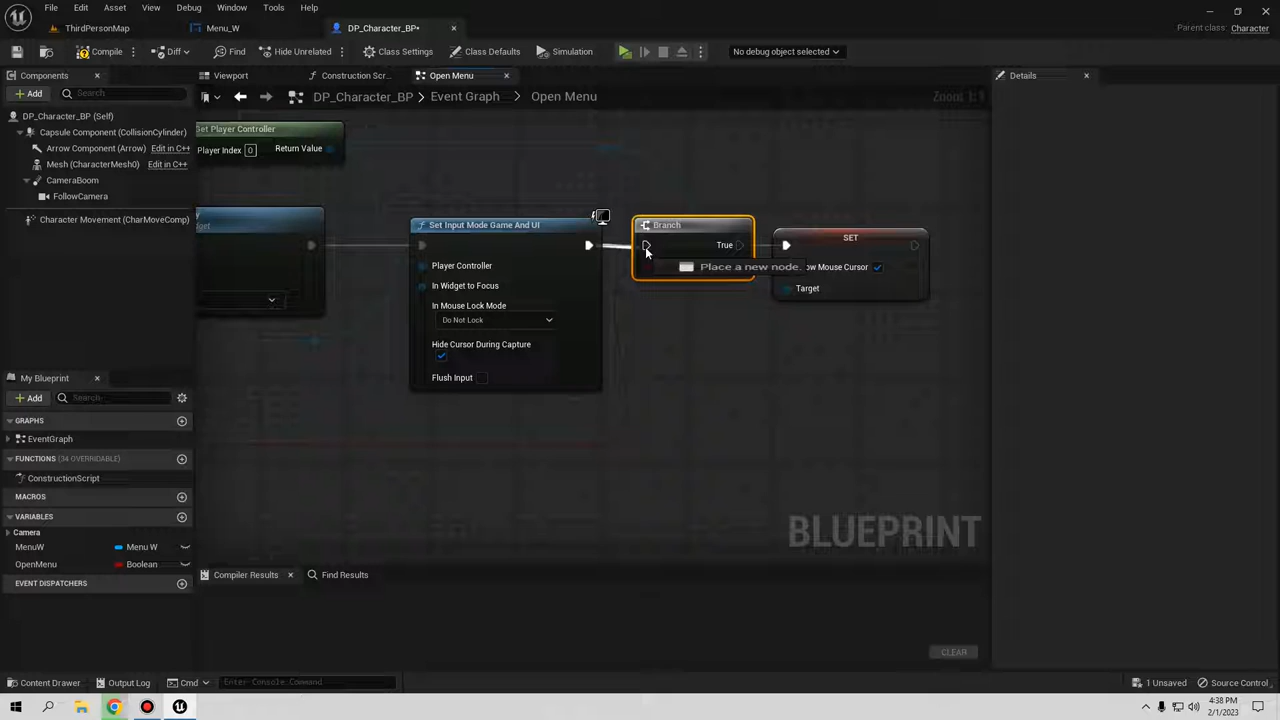 File Edit Asset View Debug Window Tools Help
ThirdPersonMap Menu_W DP_Character_BP• Parent class: Character
Compile Diff Find Hide Unrelated Class Settings Class Defaults Simulation No debug object selected
Components Viewport Construction Scr... Open Menu Details
Add Search
DP_Character_BP > Event Graph > Open Menu Zoom 1:1
DP_Character_BP (Self)
Capsule Component (CollisionCylinder)
Arrow Component (Arrow) Edit in C++
Mesh (CharacterMesh0) Edit in C++
CameraBoom
FollowCamera
Character Movement (CharMoveComp)
Get Player Controller
Player Index 0 Return Value
Set Input Mode Game And UI
Player Controller
In Widget to Focus
In Mouse Lock Mode
Do Not Lock
Hide Cursor During Capture
Flush Input
Branch
True
Place a new node.
SET
ow Mouse Cursor
Target
My Blueprint
Add Search
GRAPHS
EventGraph
FUNCTIONS (34 OVERRIDABLE)
ConstructionScript
MACROS
VARIABLES
Camera
MenuW Menu W
OpenMenu Boolean
EVENT DISPATCHERS
BLUEPRINT
Compiler Results Find Results
CLEAR
Content Drawer Output Log Cmd Enter Console Command 1 Unsaved Source Control
4:38 PM
2/1/2023